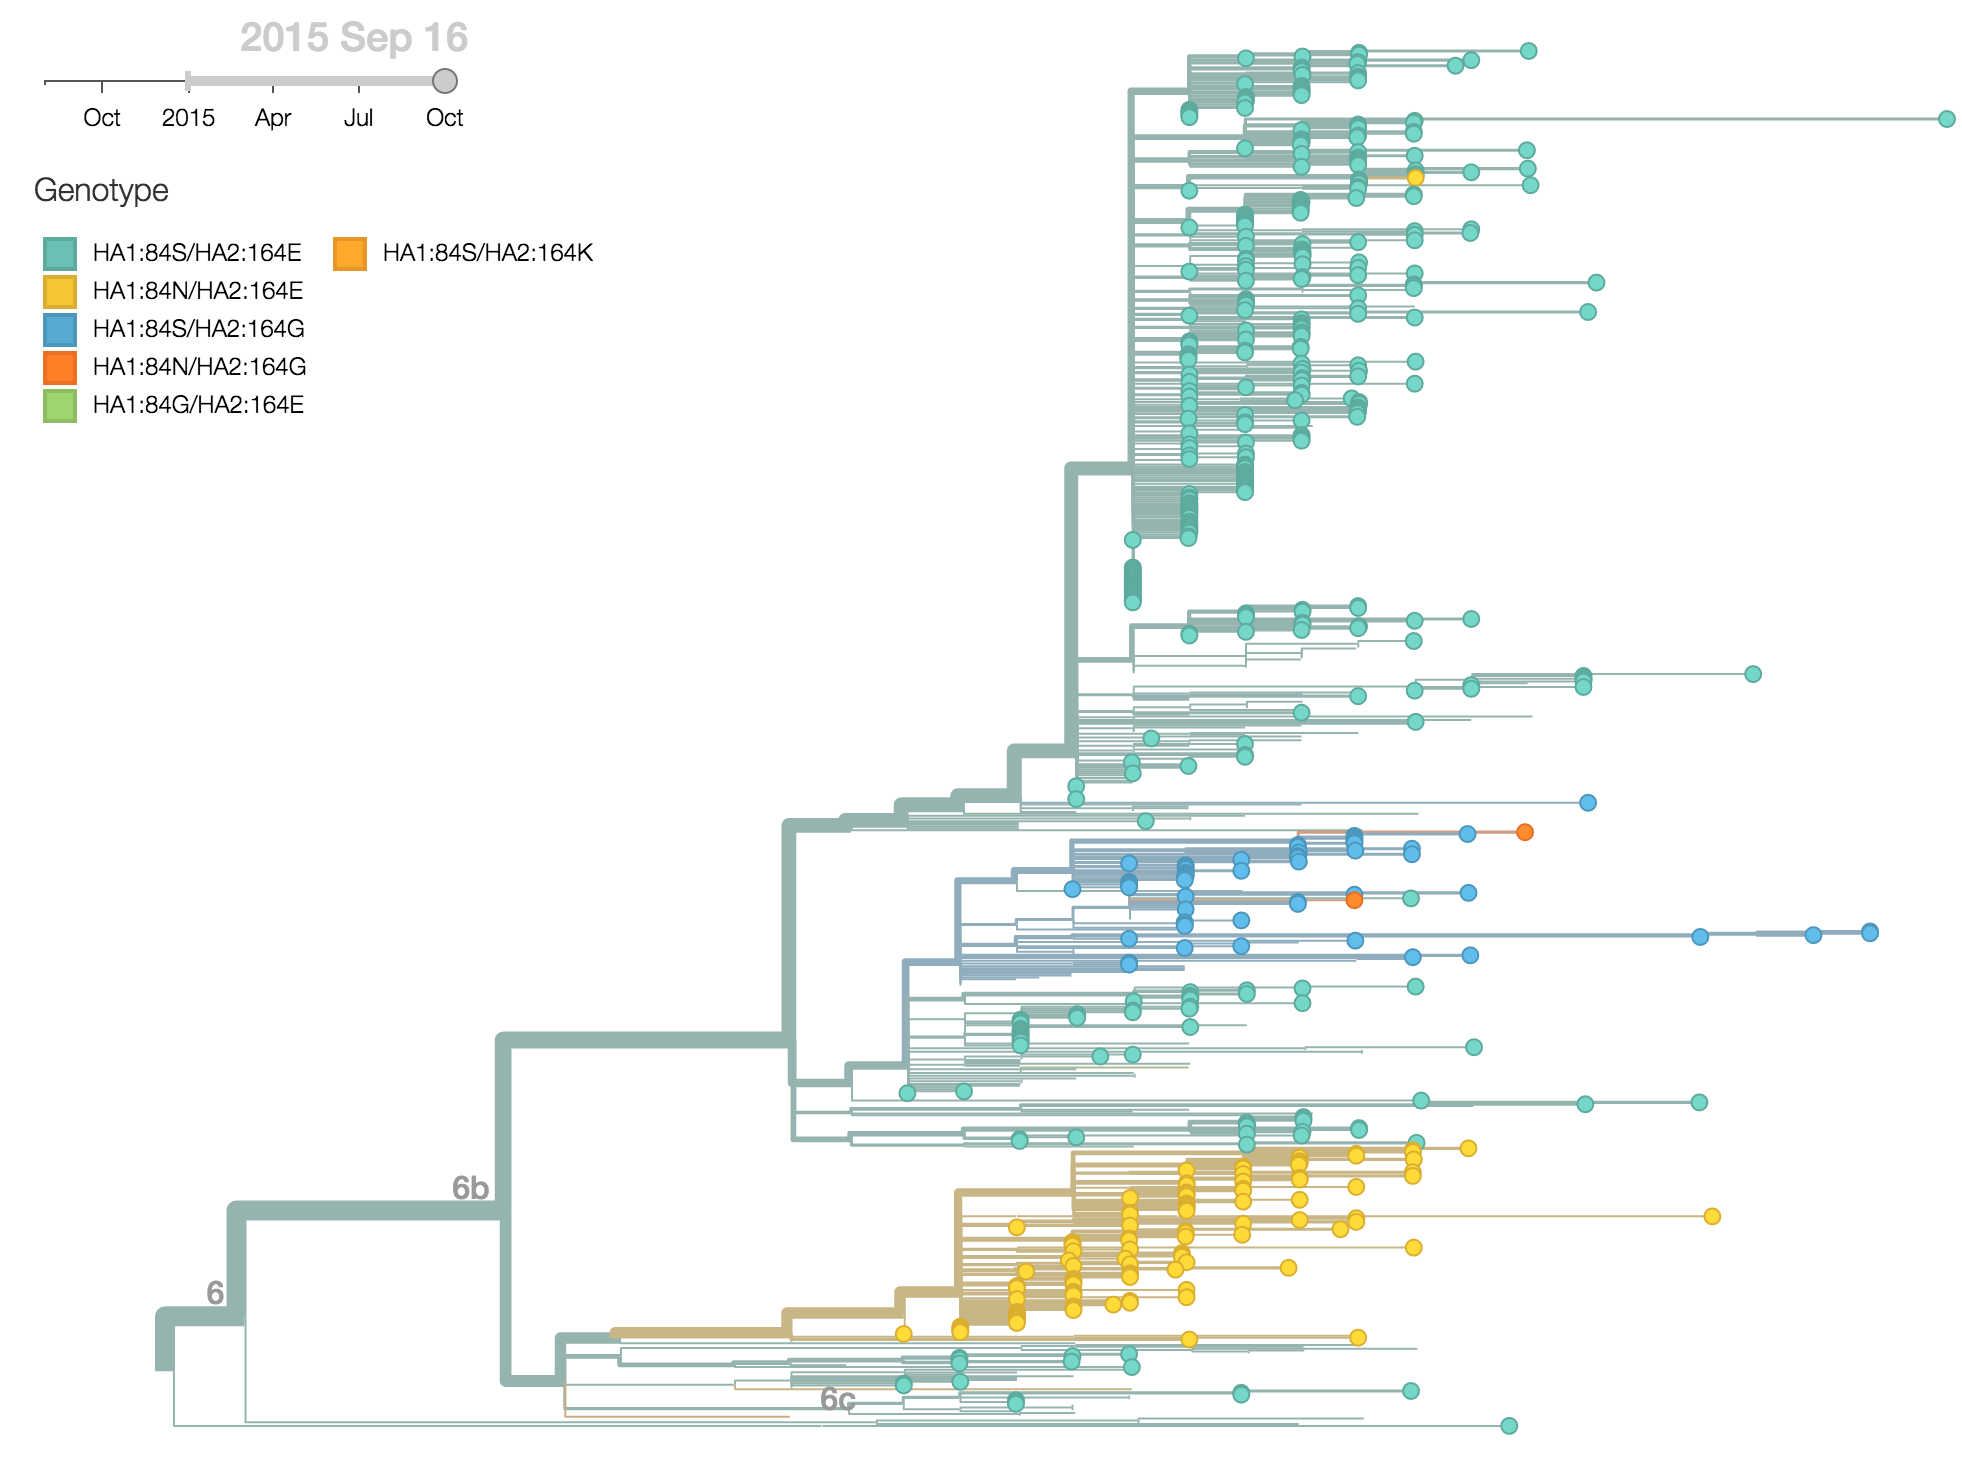 2015 Sep 16
Oct 2015 Apr Jul Oct
Genotype
HA1:84S/HA2:164E HA1:84S/HA2:164K
HA1:84N/HA2:164E
HA1:84S/HA2:164G
HA1:84N/HA2:164G
HA1:84G/HA2:164E
6b
6
6c